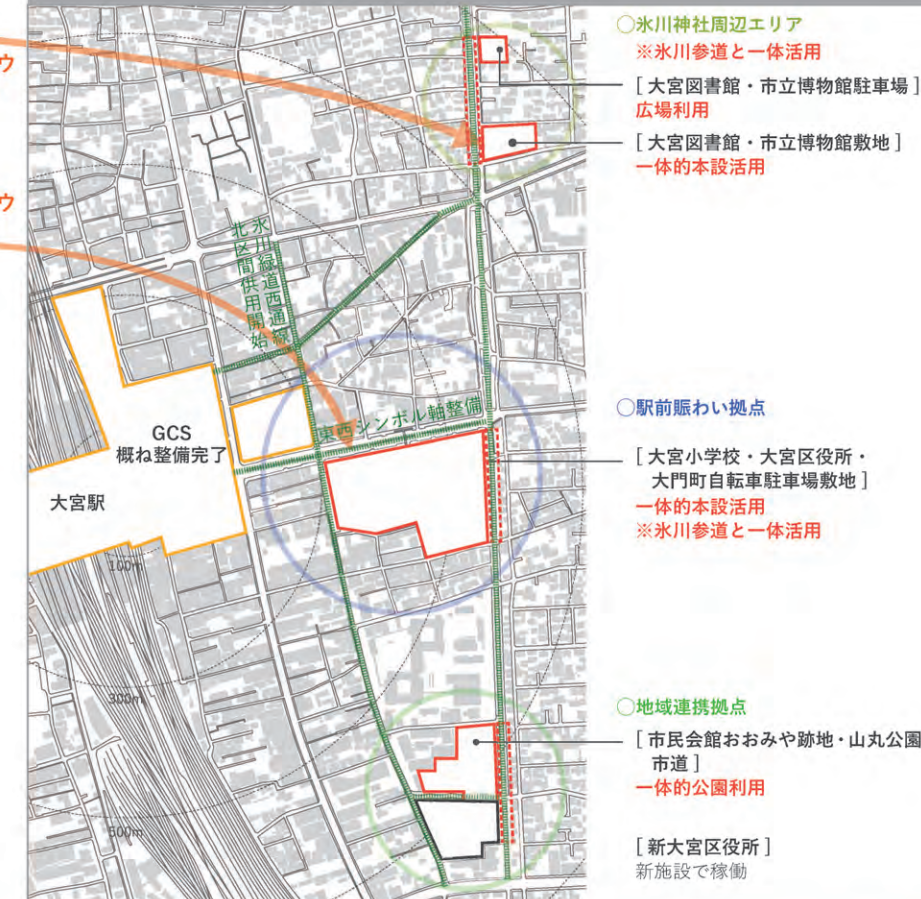 ウ
ウ
○氷川神社周辺エリア
※氷川参道と一体活用
[ 大宮図書館・市立博物館駐車場 ]
広場利用
[ 大宮図書館・市立博物館敷地 ]
一体的本設活用
氷川緑道西通線
北区間供用開始
東西シンボル軸整備
GCS
概ね整備完了
大宮駅
100m
300m
500m
○駅前賑わい拠点
[ 大宮小学校・大宮区役所・
大門町自転車駐車場敷地 ]
一体的本設活用
※氷川参道と一体活用
○地域連携拠点
[ 市民会館おおみや跡地・山丸公園
市道 ]
一体的公園利用
[ 新大宮区役所 ]
新施設で稼働